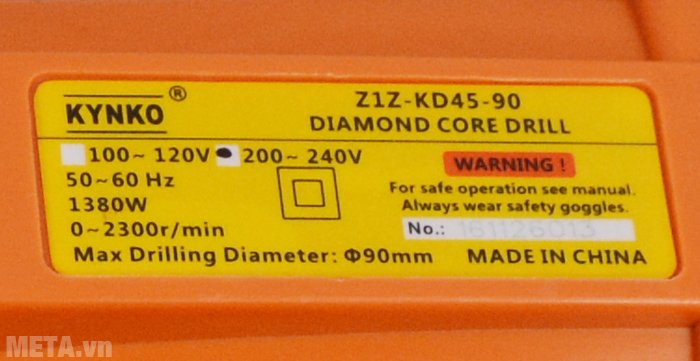 KYNKO ®
Z1Z-KD45-90
DIAMOND CORE DRILL
100~120V 200~240V
50~60 Hz
1380W
0~2300r/min
Max Drilling Diameter: Φ90mm
WARNING !
For safe operation see manual.
Always wear safety goggles.
No.: 161126013
MADE IN CHINA
META.vn